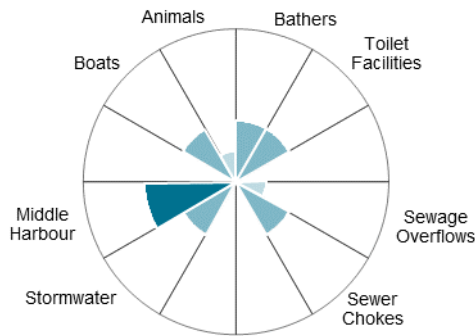 Animals
Bathers
Boats
Toilet
Facilities
Middle
Harbour
Sewage
Overflows
Stormwater
Sewer
Chokes